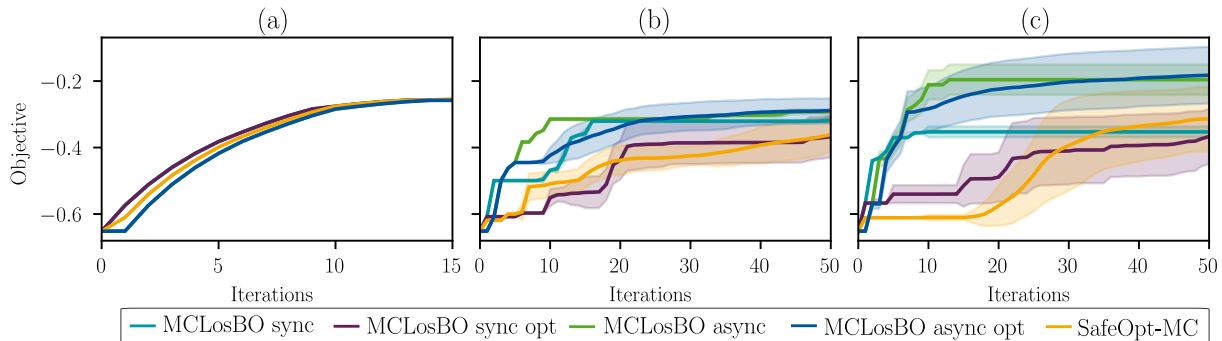 (a) (b) (c)
Objective
−0.2
−0.4
−0.6
0 5 10 15 0 10 20 30 40 50 0 10 20 30 40 50
Iterations Iterations Iterations
MCLosBO sync MCLosBO sync opt MCLosBO async MCLosBO async opt SafeOpt-MC